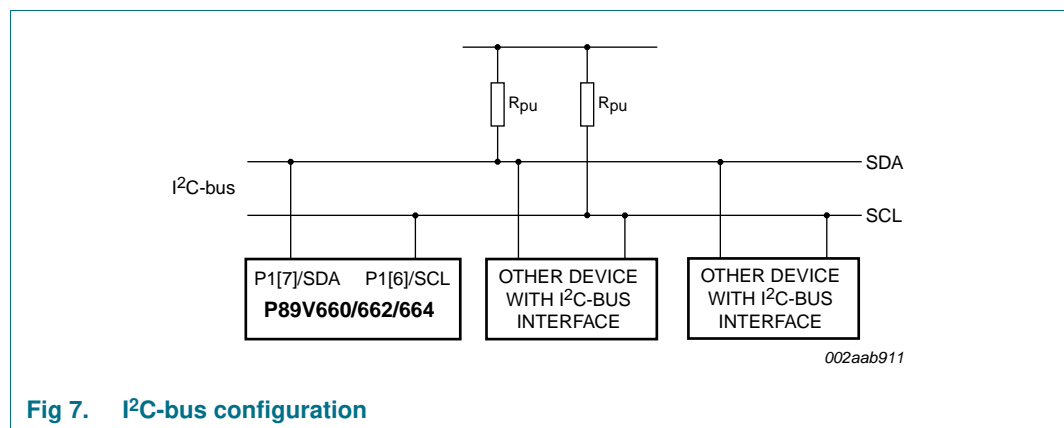 Rpu Rpu
SDA
I2C-bus
SCL
P1[7]/SDA P1[6]/SCL
P89V660/662/664
OTHER DEVICE
WITH I2C-BUS
INTERFACE
OTHER DEVICE
WITH I2C-BUS
INTERFACE
002aab911
Fig 7. I2C-bus configuration